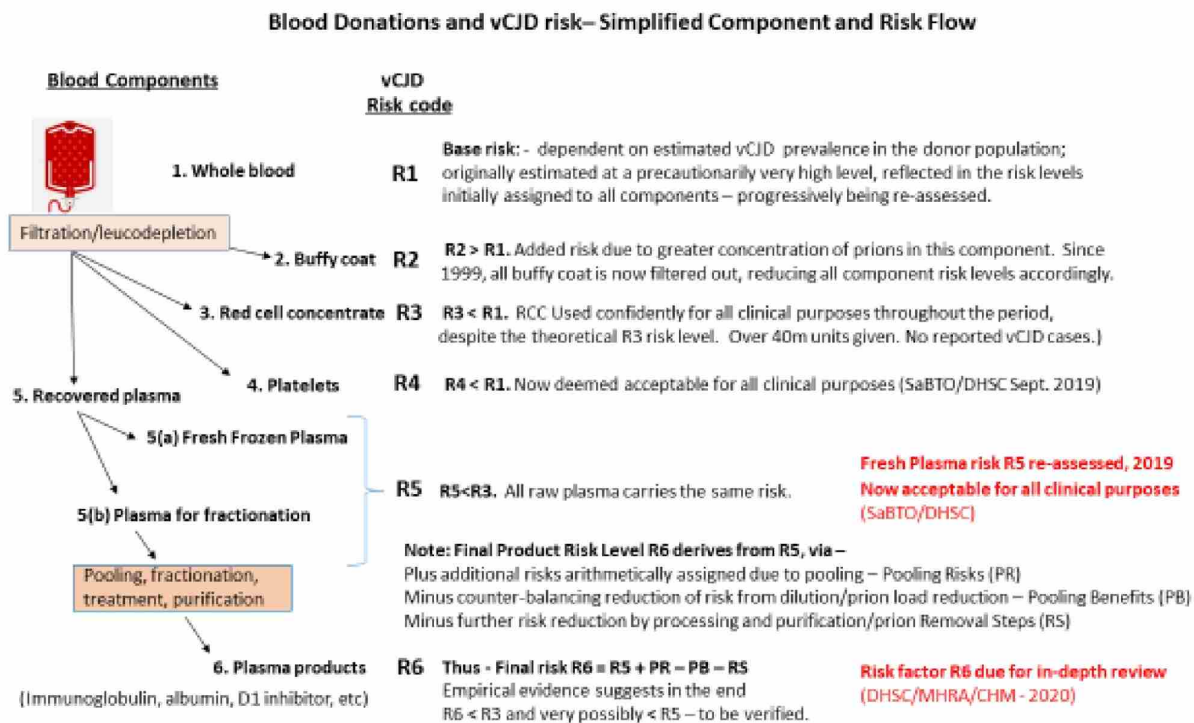 Blood Donations and vCJD risk– Simplified Component and Risk Flow
Blood Components
vCJD
Risk code
1. Whole blood
R1
Base risk: - dependent on estimated vCJD prevalence in the donor population;
originally estimated at a precautionarily very high level, reflected in the risk levels
initially assigned to all components – progressively being re-assessed.
Filtration/leucodepletion
2. Buffy coat
R2
R2 > R1. Added risk due to greater concentration of prions in this component. Since
1999, all buffy coat is now filtered out, reducing all component risk levels accordingly.
3. Red cell concentrate
R3
R3 < R1. RCC Used confidently for all clinical purposes throughout the period,
despite the theoretical R3 risk level. Over 40m units given. No reported vCJD cases.)
4. Platelets
R4
R4 < R1. Now deemed acceptable for all clinical purposes (SaBTO/DHSC Sept. 2019)
5. Recovered plasma
5(a) Fresh Frozen Plasma
R5
R5<R3. All raw plasma carries the same risk.
Fresh Plasma risk R5 re-assessed, 2019
Now acceptable for all clinical purposes
(SaBTO/DHSC)
5(b) Plasma for fractionation
Pooling, fractionation,
treatment, purification
Note: Final Product Risk Level R6 derives from R5, via –
Plus additional risks arithmetically assigned due to pooling – Pooling Risks (PR)
Minus counter-balancing reduction of risk from dilution/prion load reduction – Pooling Benefits (PB)
Minus further risk reduction by processing and purification/prion Removal Steps (RS)
6. Plasma products
(Immunoglobulin, albumin, D1 inhibitor, etc)
R6
Thus - Final risk R6 = R5 + PR – PB – RS
Empirical evidence suggests in the end
R6 < R3 and very possibly < R5 – to be verified.
Risk factor R6 due for in-depth review
(DHSC/MHRA/CHM - 2020)